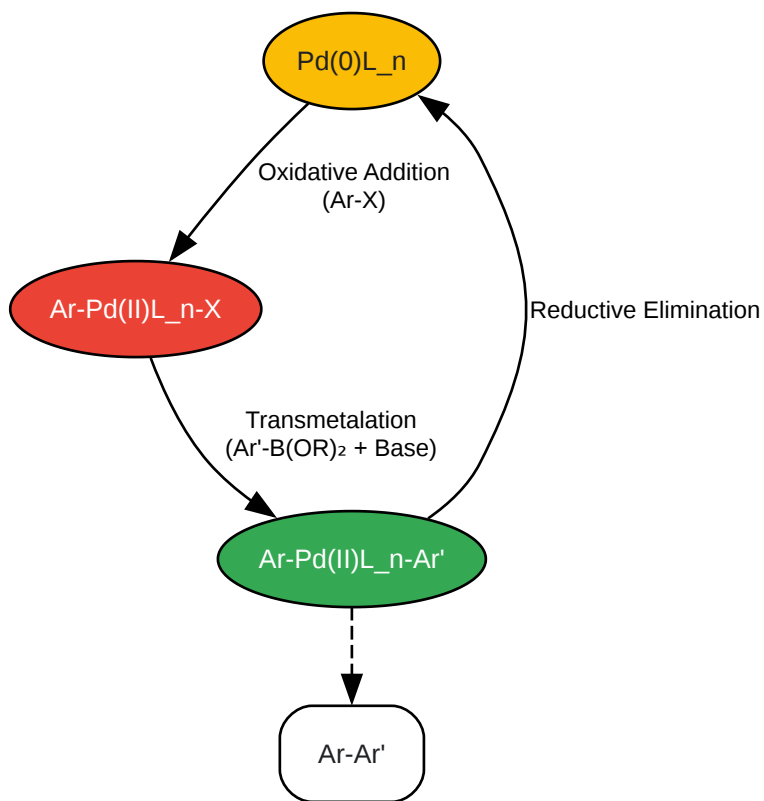 Pd(0)L_n
Oxidative Addition
(Ar-X)
Ar-Pd(II)L_n-X
Reductive Elimination
Transmetalation
(Ar'-B(OR)₂ + Base)
Ar-Pd(II)L_n-Ar'
Ar-Ar'